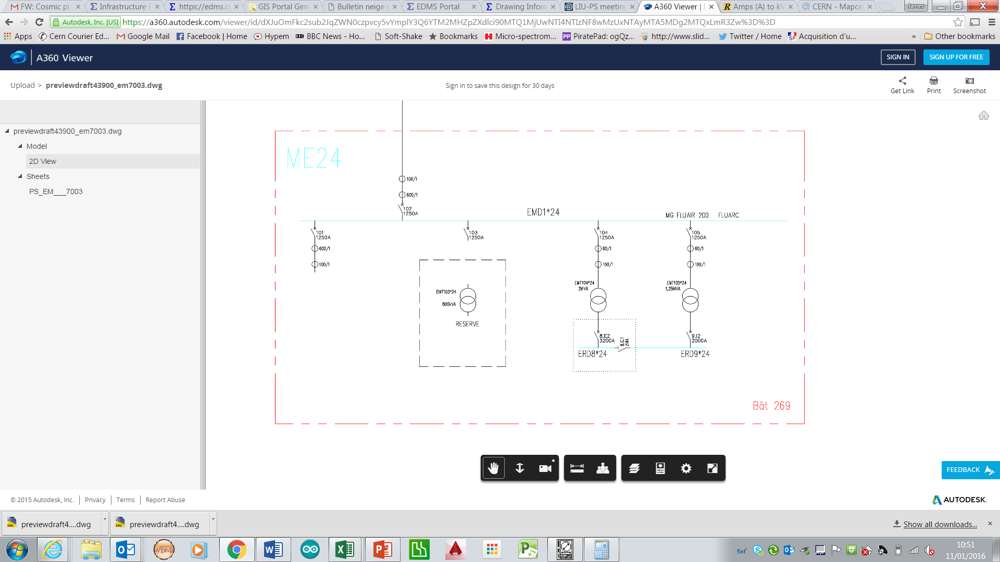 FW: Cosmic pi
Infrastructure
https://edms.c
GIS Portal Gen
Bulletin neige
EDMS Portal
Drawing Inform
LIU-PS meeting
A360 Viewer |
Amps (A) to kV
CERN - Mapcer
James
Autodesk, Inc. [US]
https://a360.autodesk.com/viewer/id/dXJuOmFkc2sub2JqZWN0czpvcy5vYmplY3Q6YTM2MHZpZXdlci90MTQ1MjUwNTI4NTIzNF8wMzUxNTAyMTA5MDg2MTQxLmR3Zw%3D%3D
Apps
Cern Courier Ed...
Google Mail
Facebook | Home
Hypem
BBC News - Ho...
Soft-Shake
Bookmarks
Micro-spectrom...
PiratePad: ogQz...
http://www.slid...
Twitter / Home
Acquisition d'u...
»
Other bookmarks
A360 Viewer
SIGN IN
SIGN UP FOR FREE
Upload > previewdraft43900_em7003.dwg
Sign in to save this design for 30 days
Get Link
Print
Screenshot
previewdraft43900_em7003.dwg
Model
2D View
Sheets
PS_EM___7003
ME24
100/1
600/1
102
1250A
EMD1*24
MG FLUAIR 200 FLUARC
101
1250A
600/1
100/1
103
1250A
104
1250A
60/1
100/1
105
1250A
60/1
100/1
EMT103*24
800kVA
RESERVE
EMT104*24
2MVA
EMT105*24
1,25MVA
8.E2
3200A
8.C.1
9.I2
2000A
ERD8*24
ERD9*24
Bât 269
FEEDBACK
© 2015 Autodesk, Inc.
Privacy
Terms
Report Abuse
AUTODESK.
previewdraft4....dwg
previewdraft4....dwg
Show all downloads...
10:51
11/01/2016